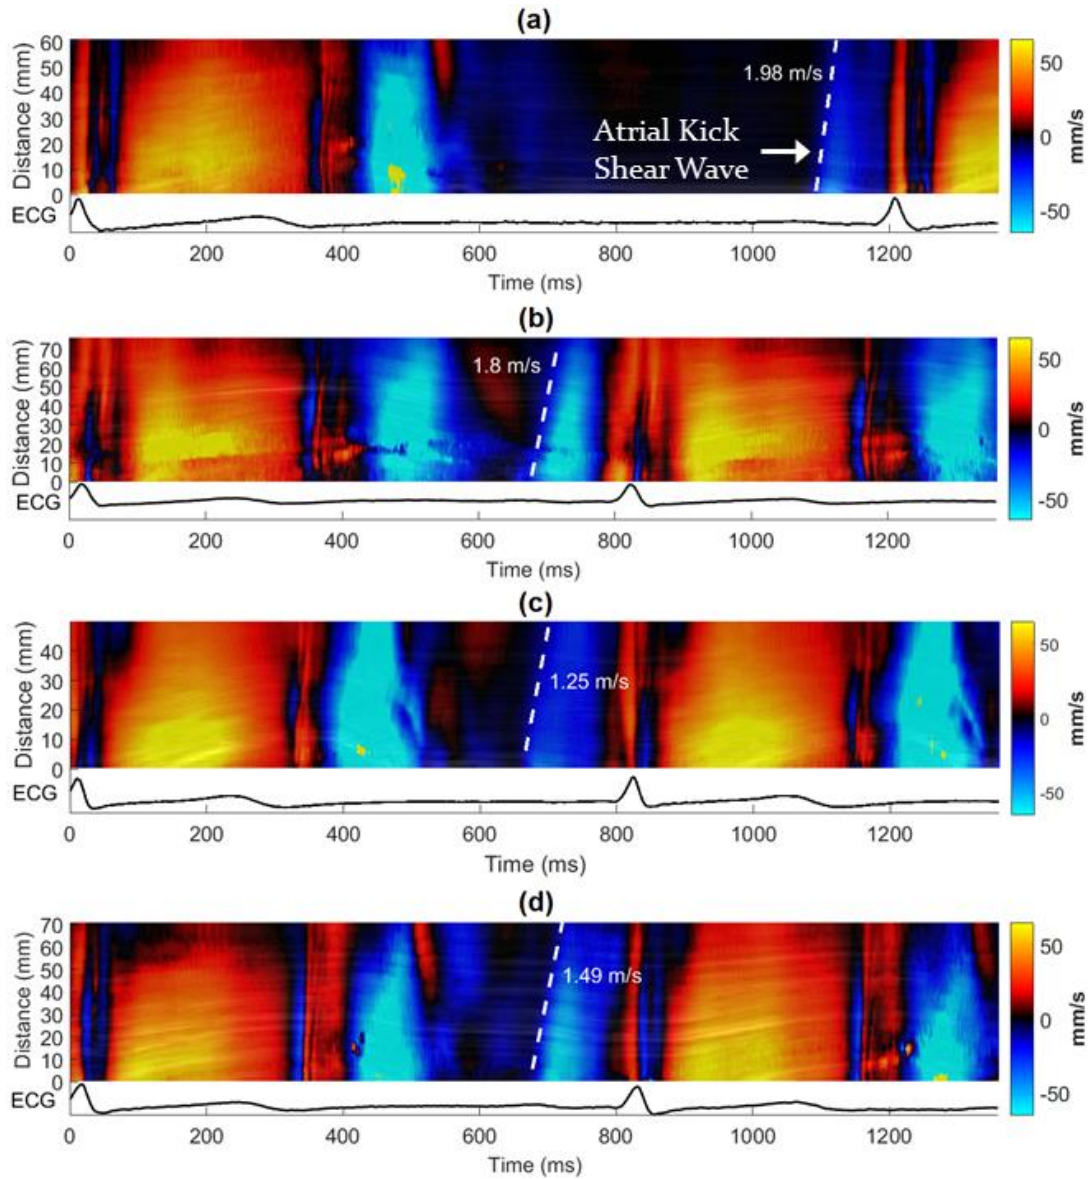 (a)
60
50
40
30
20
10
0
Distance (mm)
1.98 m/s
Atrial Kick
Shear Wave
50
0
-50
mm/s
ECG
0 200 400 600 800 1000 1200
Time (ms)
(b)
70
60
50
40
30
20
10
0
Distance (mm)
1.8 m/s
50
0
-50
mm/s
ECG
0 200 400 600 800 1000 1200
Time (ms)
(c)
40
30
20
10
0
Distance (mm)
1.25 m/s
50
0
-50
mm/s
ECG
0 200 400 600 800 1000 1200
Time (ms)
(d)
70
60
50
40
30
20
10
0
Distance (mm)
1.49 m/s
50
0
-50
mm/s
ECG
0 200 400 600 800 1000 1200
Time (ms)